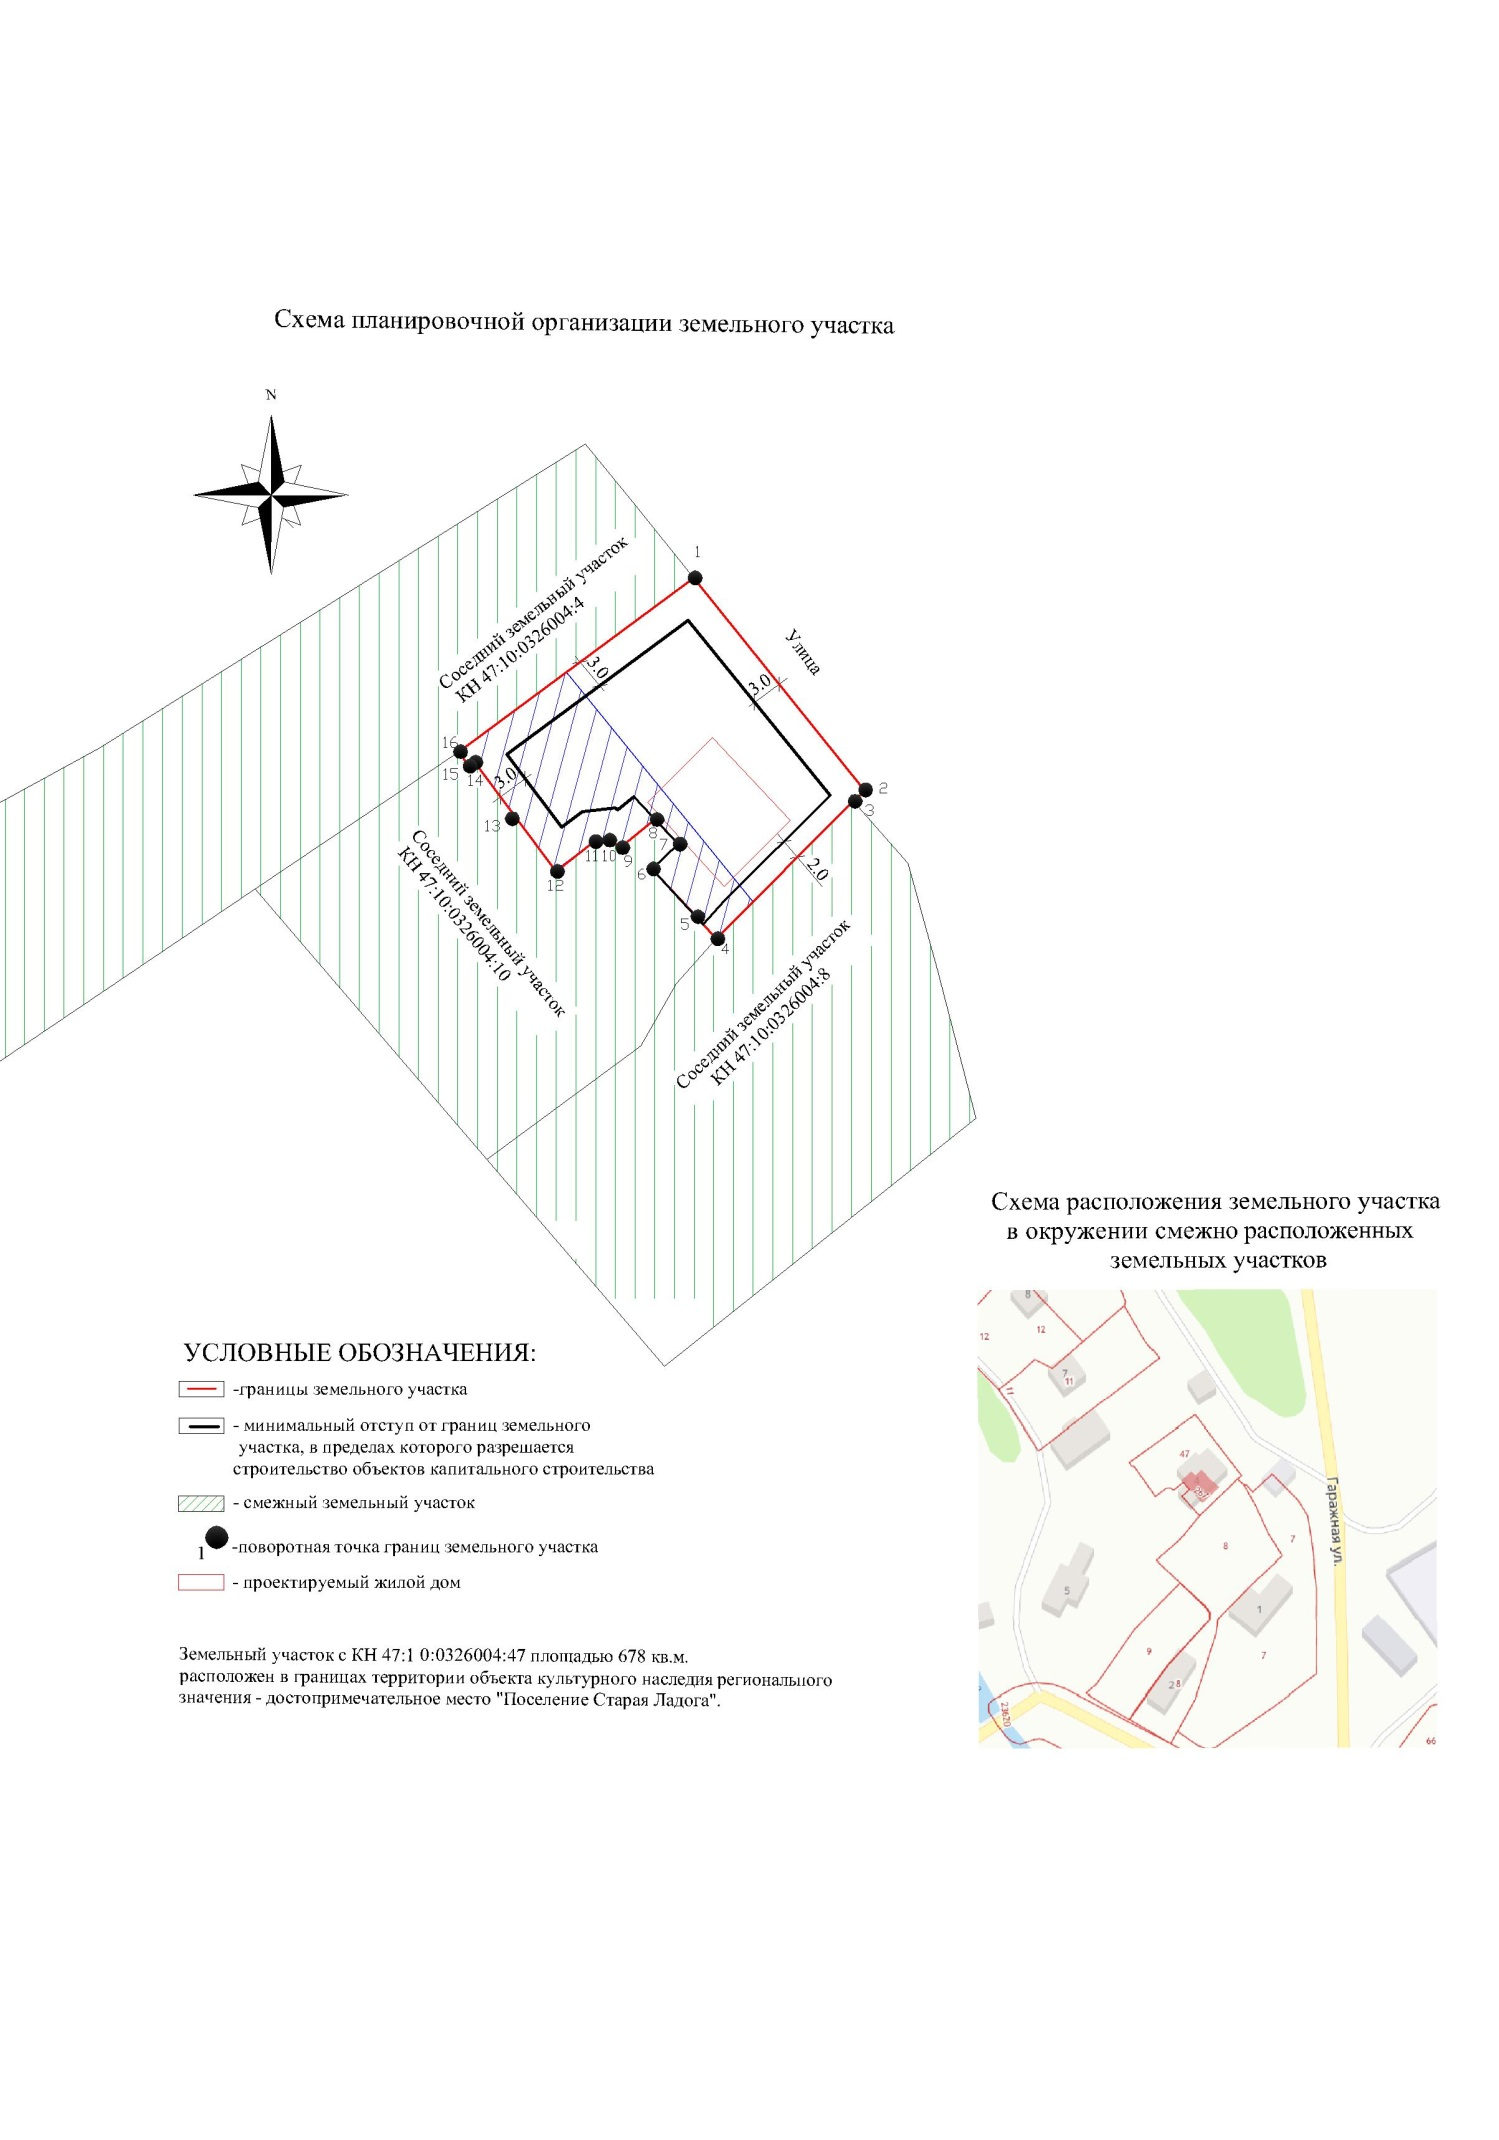 Схема планировочной организации земельного участка
N
1
Соседний земельный участок
КН 47:10:0326004:4
Улица
3.0
3.0
16
15
14
3.0
2
3
13
8
7
11
10
9
6
12
2.0
5
4
Соседний земельный участок
КН 47:10:0326004:10
Соседний земельный участок
КН 47:10:0326004:8
Схема расположения земельного участка
в окружении смежно расположенных
земельных участков
8
12
12
7
11
11
47
Гаражная ул.
8
7
5
1
9
7
2
8
23620
66
УСЛОВНЫЕ ОБОЗНАЧЕНИЯ:
-границы земельного участка
- минимальный отступ от границ земельного
участка, в пределах которого разрешается
строительство объектов капитального строительства
- смежный земельный участок
1
-поворотная точка границ земельного участка
- проектируемый жилой дом
Земельный участок с КН 47:1 0:0326004:47 площадью 678 кв.м.
расположен в границах территории объекта культурного наследия регионального
значения - достопримечательное место "Поселение Старая Ладога".